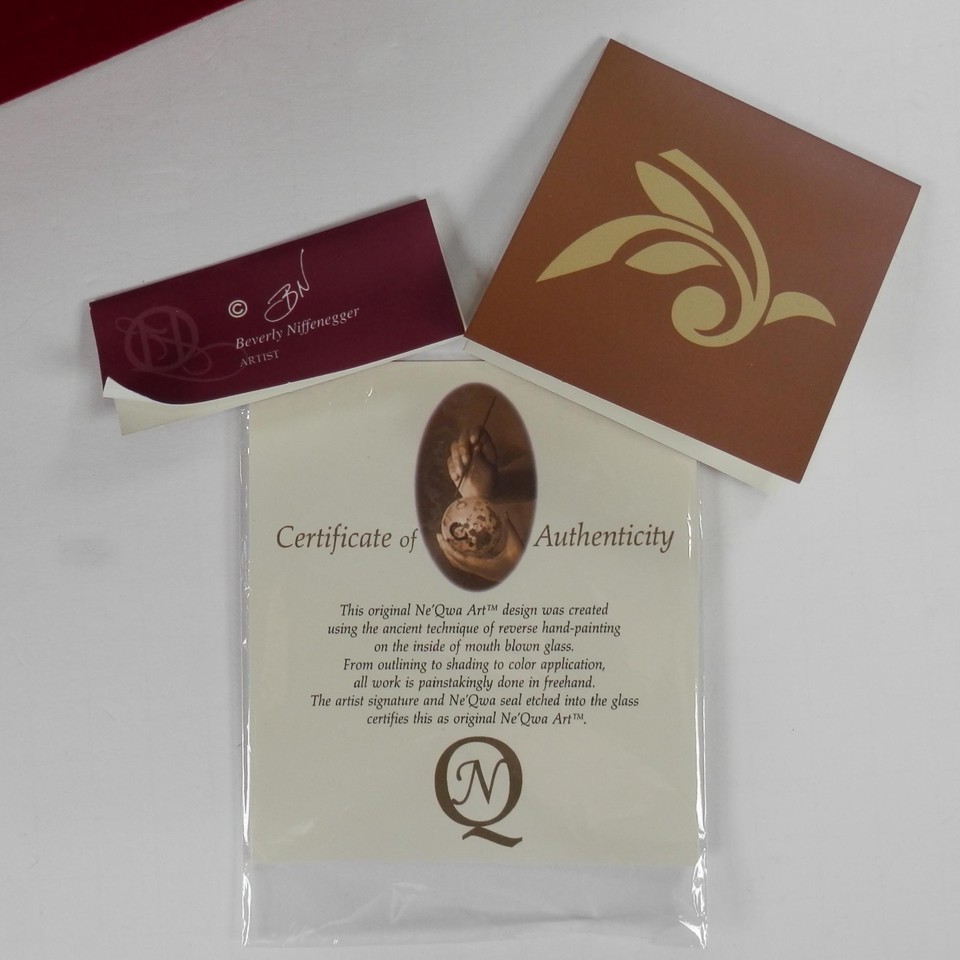 © BN
Beverly Niffenegger
ARTIST
Certificate of Authenticity
This original Ne'Qwa Art™ design was created
using the ancient technique of reverse hand-painting
on the inside of mouth blown glass.
From outlining to shading to color application,
all work is painstakingly done in freehand.
The artist signature and Ne'Qwa seal etched into the glass
certifies this as original Ne'Qwa Art™.
NQ